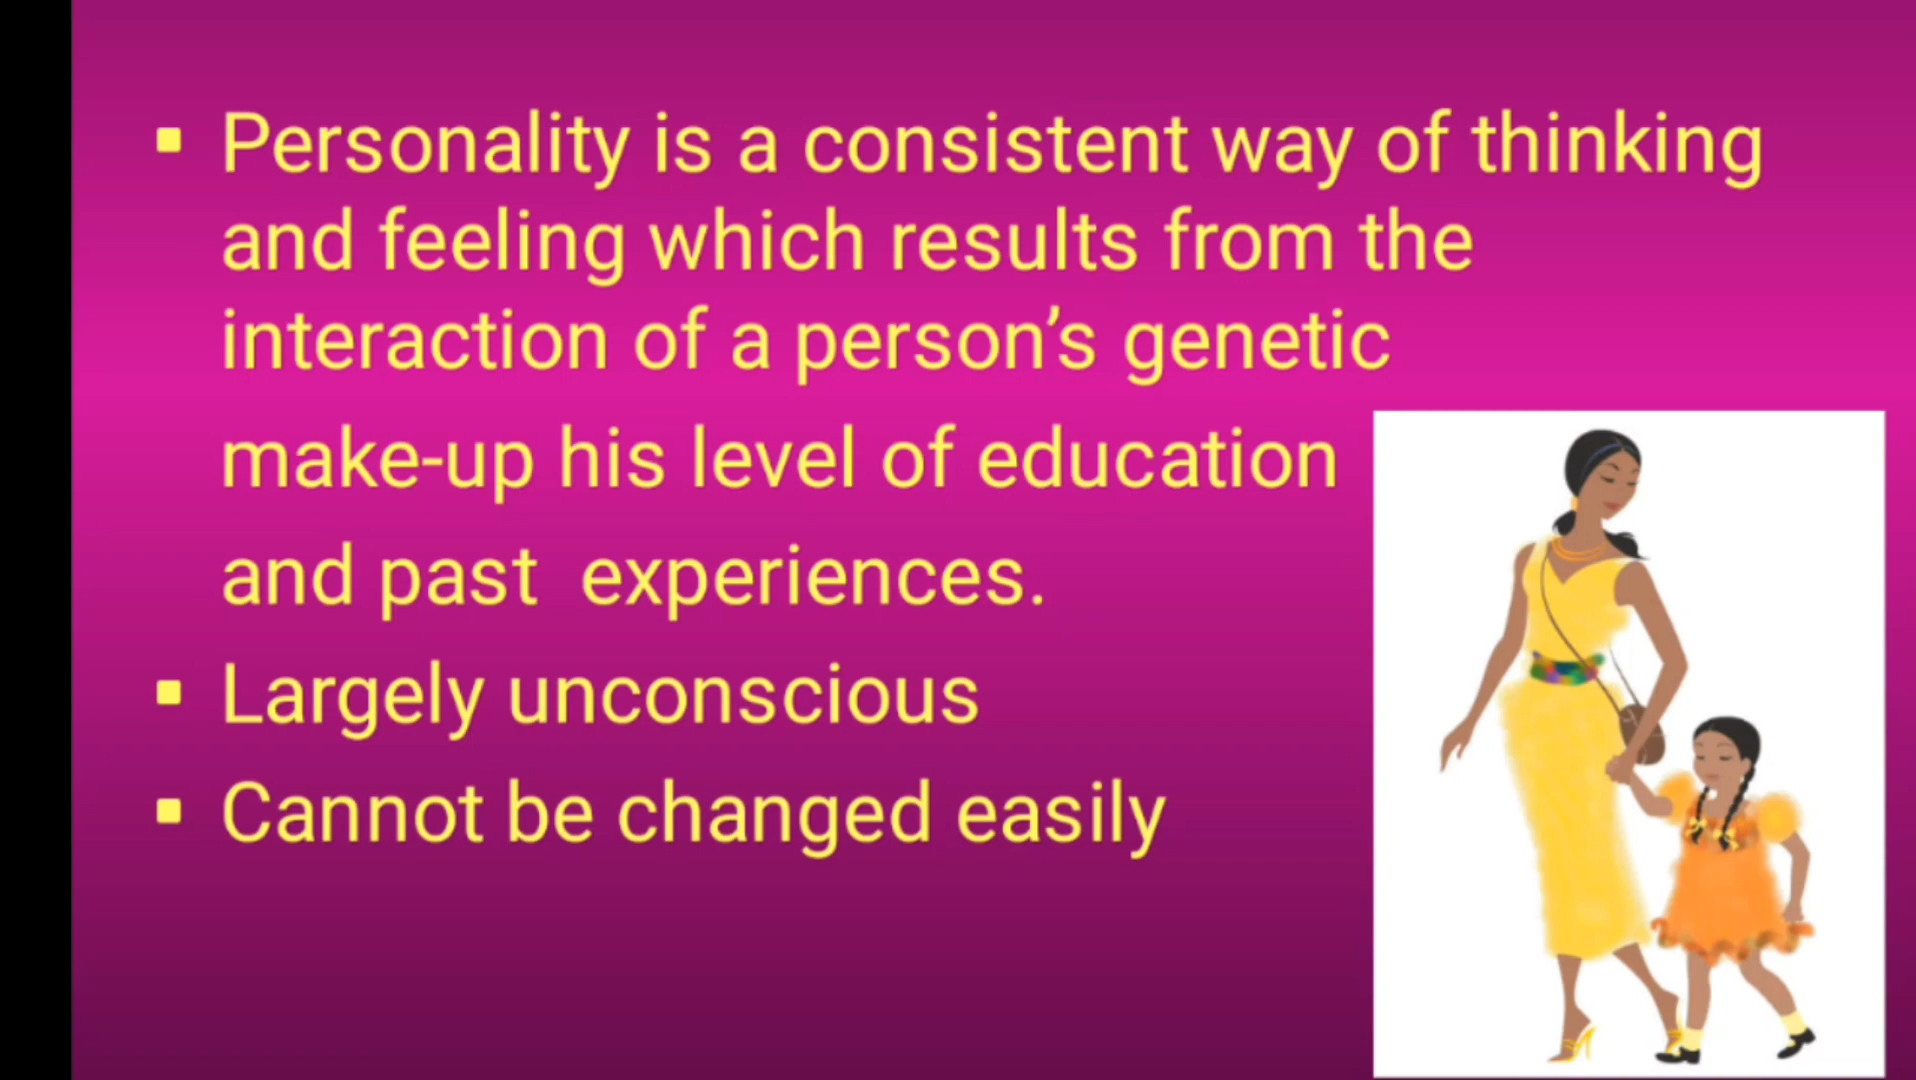 ▪ Personality is a consistent way of thinking
and feeling which results from the
interaction of a person’s genetic
make-up his level of education
and past  experiences.
▪ Largely unconscious
▪ Cannot be changed easily